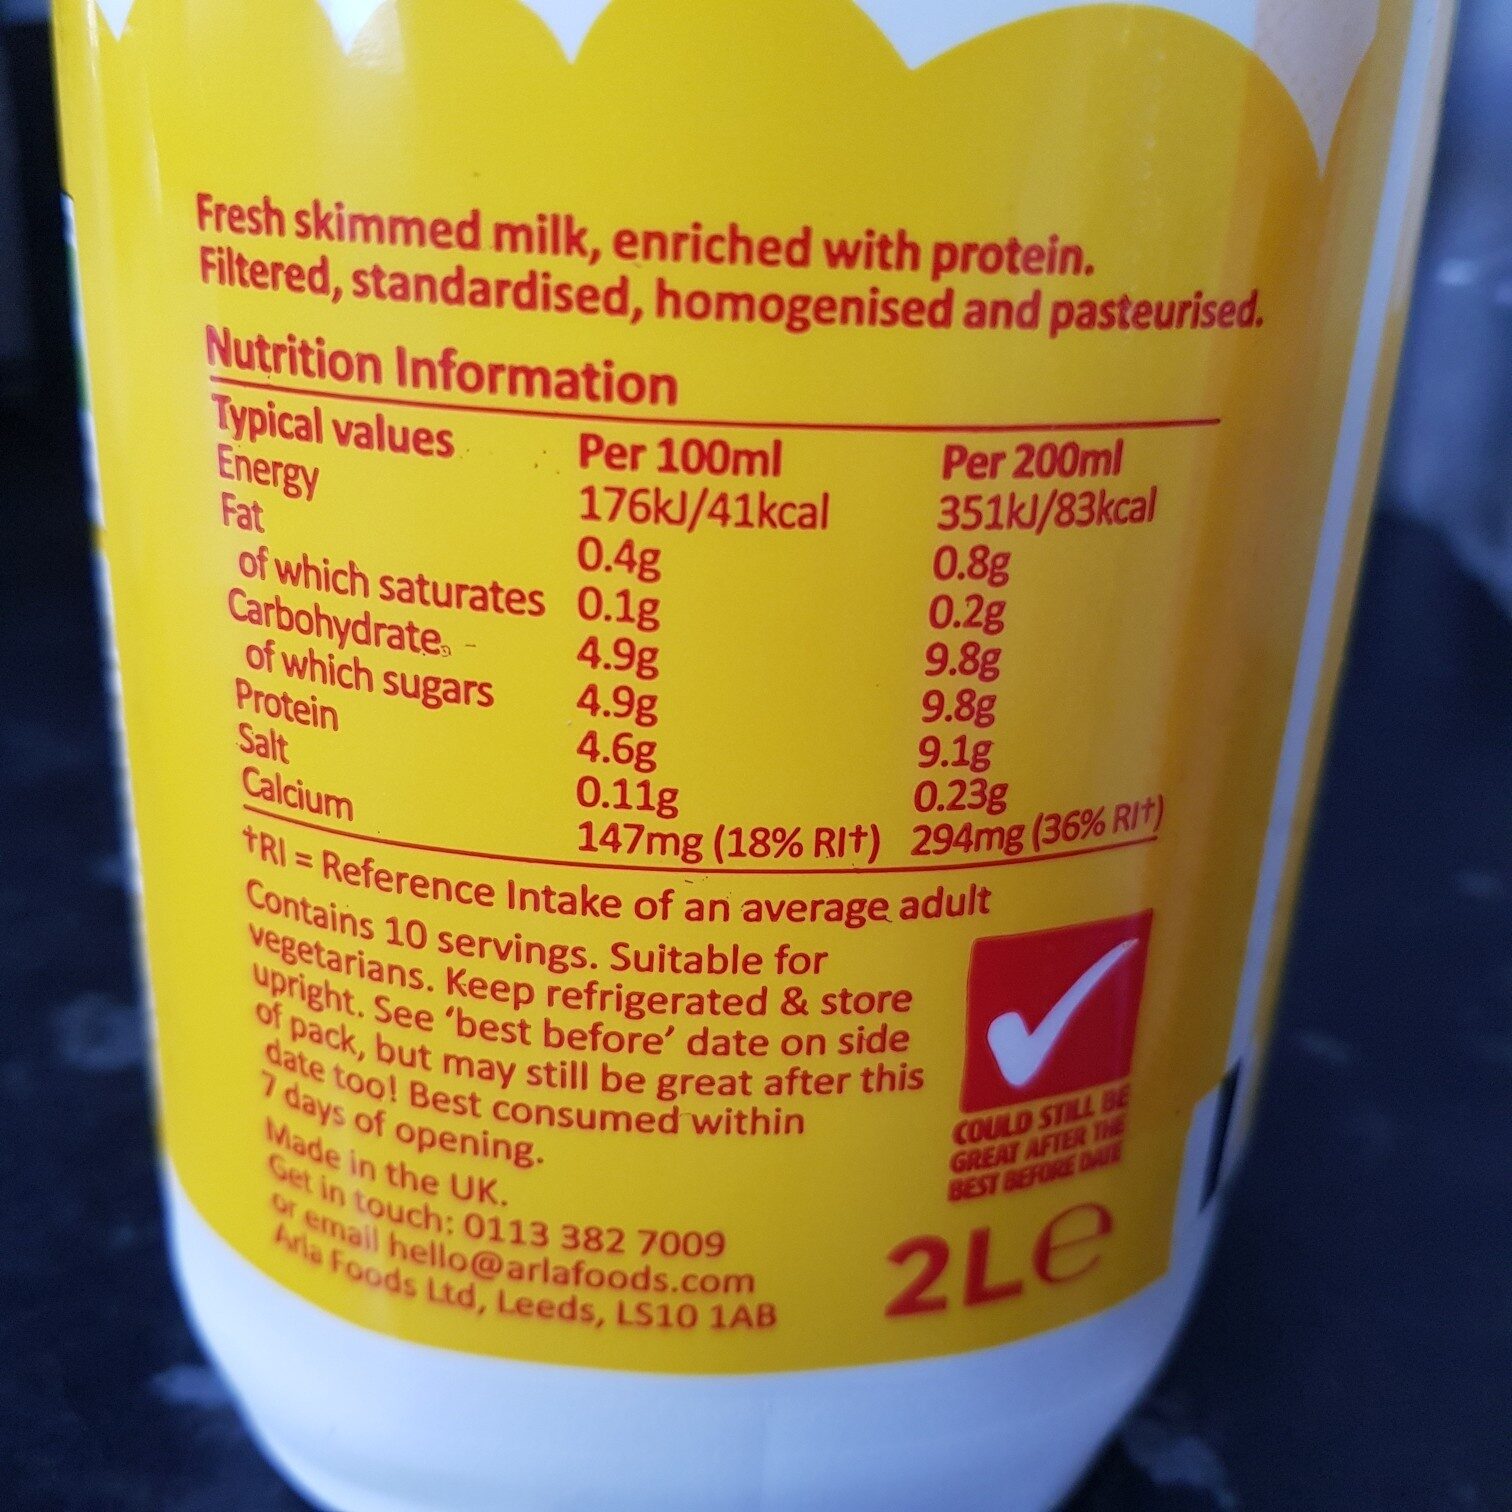 Fresh skimmed milk, enriched with protein.
Filtered, standardised, homogenised and pasteurised.
Nutrition Information
Typical values Per 100ml Per 200ml
Energy 176kJ/41kcal 351kJ/83kcal
Fat 0.4g 0.8g
of which saturates 0.1g 0.2g
Carbohydrate 4.9g 9.8g
of which sugars 4.9g 9.8g
Protein 4.6g 9.1g
Salt 0.11g 0.23g
Calcium 147mg (18% RI†) 294mg (36% RI†)
†RI = Reference Intake of an average adult
Contains 10 servings. Suitable for
vegetarians. Keep refrigerated & store
upright. See ‘best before’ date on side
of pack, but may still be great after this
date too! Best consumed within
7 days of opening.
Made in the UK.
Get in touch: 0113 382 7009
or email hello@arlafoods.com
Arla Foods Ltd, Leeds, LS10 1AB
COULD STILL BE
GREAT AFTER THE
BEST BEFORE DATE
2L℮